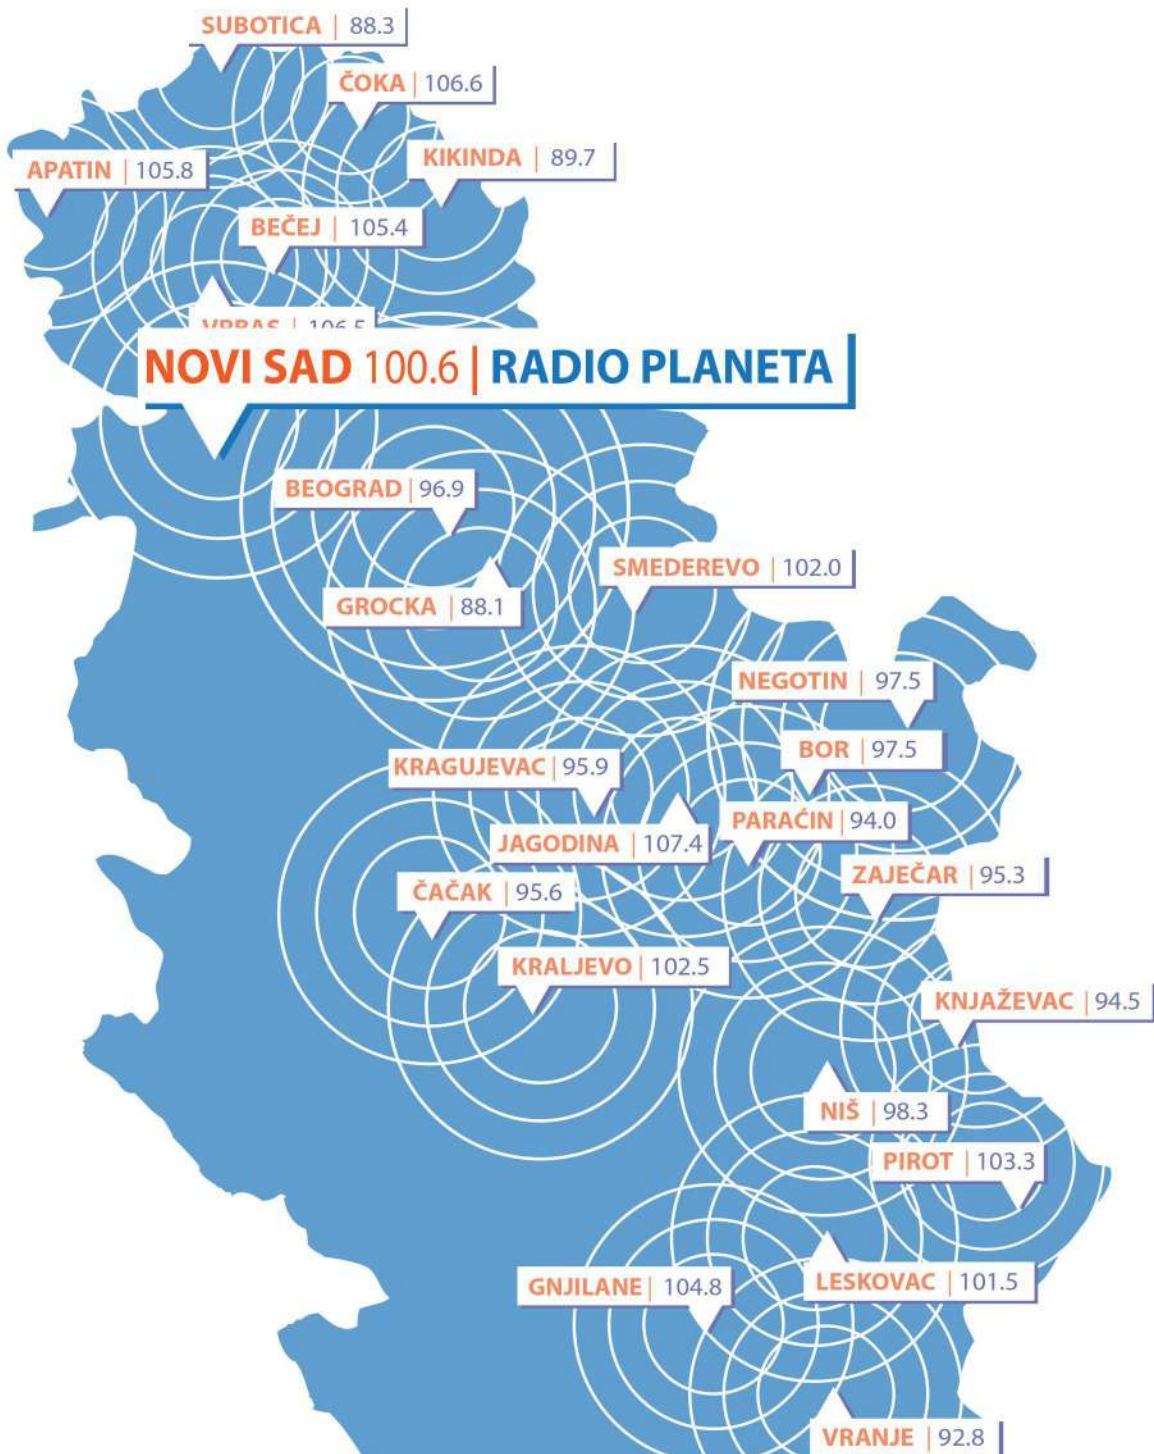 SUBOTICA | 88.3
ČOKA | 106.6
KIKINDA | 89.7
APATIN | 105.8
BEČEJ | 105.4
VRBAS | 106.5
NOVI SAD 100.6 | RADIO PLANETA
BEOGRAD | 96.9
SMEDEREVO | 102.0
GROCKA | 88.1
NEGOTIN | 97.5
BOR | 97.5
KRAGUJEVAC | 95.9
PARAĆIN | 94.0
JAGODINA | 107.4
ZAJEČAR | 95.3
ČAČAK | 95.6
KRALJEVO | 102.5
KNJAŽEVAC | 94.5
NIŠ | 98.3
PIROT | 103.3
LESKOVAC | 101.5
GNJILANE | 104.8
VRANJE | 92.8